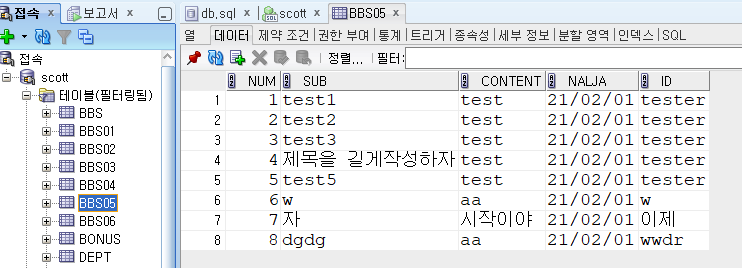 접속 보고서 db,sql scott BBS05
열 데이터 제약 조건 권한 부여 통계 트리거 종속성 세부 정보 분할 영역 인덱스 SQL
정렬... 필터:
접속
scott
테이블(필터링됨)
BBS
BBS01
BBS02
BBS03
BBS04
BBS05
BBS06
BONUS
DEPT
NUM SUB CONTENT NALJA ID
1 1 test1 test 21/02/01 tester
2 2 test2 test 21/02/01 tester
3 3 test3 test 21/02/01 tester
4 4 제목을 길게작성하자 test 21/02/01 tester
5 5 test5 test 21/02/01 tester
6 6 w aa 21/02/01 w
7 7 자 시작이야 21/02/01 이제
8 8 dgdg aa 21/02/01 wwdr